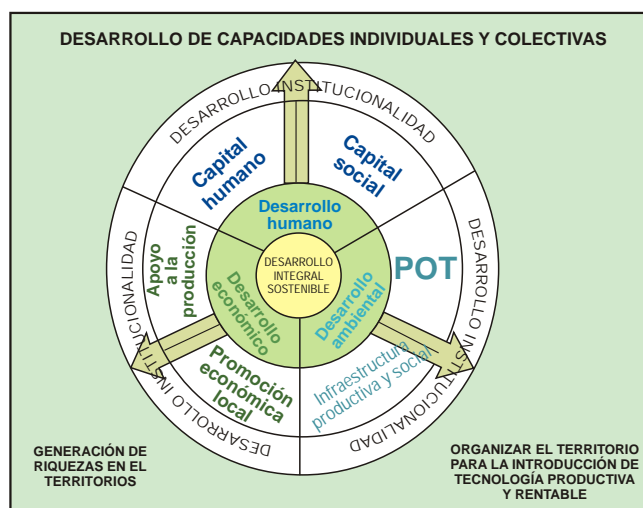 DESARROLLO DE CAPACIDADES INDIVIDUALES Y COLECTIVAS
DESARROLLO INSTITUCIONALIDAD
Capital
humano
Capital
social
Desarrollo
humano
Apoyo
a la
producción
POT
DESARROLLO
INTEGRAL
SOSTENIBLE
Desarrollo
económico
Desarrollo
ambiental
DESARROLLO INSTITUCIONALIDAD
DESARROLLO INSTITUCIONALIDAD
Promoción
económica
local
Infraestructura
productiva y social
GENERACIÓN DE
RIQUEZAS EN EL
TERRITORIOS
ORGANIZAR EL TERRITORIO
PARA LA INTRODUCCIÓN DE
TECNOLOGÍA PRODUCTIVA
Y RENTABLE